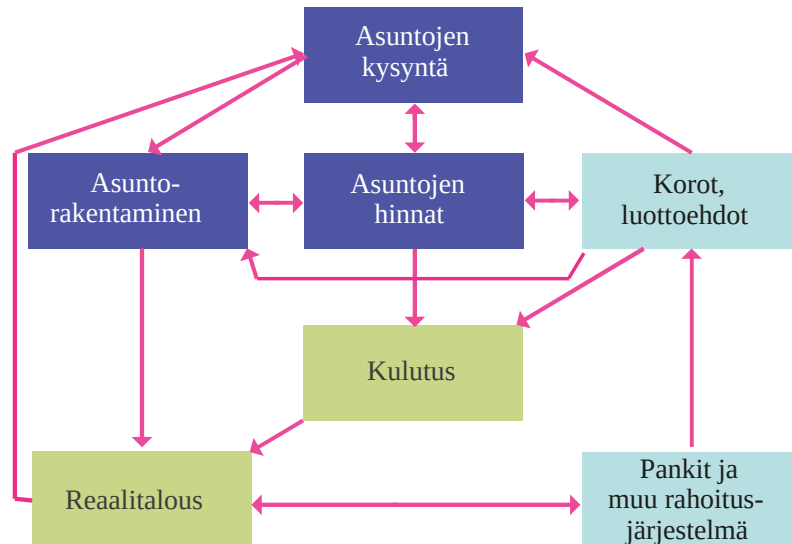 Asuntojen
kysyntä
Asunto-
rakentaminen
Asuntojen
hinnat
Korot,
luottoehdot
Kulutus
Reaalitalous
Pankit ja
muu rahoitus-
järjestelmä